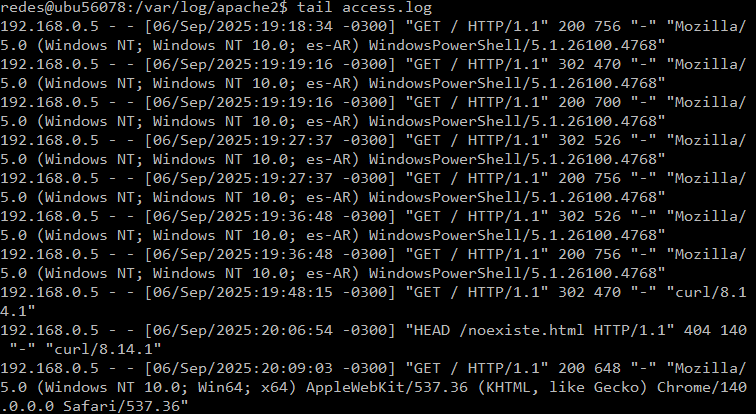 redes@ubu56078:/var/log/apache2$ tail access.log
192.168.0.5 - - [06/Sep/2025:19:18:34 -0300] "GET / HTTP/1.1" 200 756 "-" "Mozilla/
5.0 (Windows NT; Windows NT 10.0; es-AR) WindowsPowerShell/5.1.26100.4768"
192.168.0.5 - - [06/Sep/2025:19:19:16 -0300] "GET / HTTP/1.1" 302 470 "-" "Mozilla/
5.0 (Windows NT; Windows NT 10.0; es-AR) WindowsPowerShell/5.1.26100.4768"
192.168.0.5 - - [06/Sep/2025:19:19:16 -0300] "GET / HTTP/1.1" 200 700 "-" "Mozilla/
5.0 (Windows NT; Windows NT 10.0; es-AR) WindowsPowerShell/5.1.26100.4768"
192.168.0.5 - - [06/Sep/2025:19:27:37 -0300] "GET / HTTP/1.1" 302 526 "-" "Mozilla/
5.0 (Windows NT; Windows NT 10.0; es-AR) WindowsPowerShell/5.1.26100.4768"
192.168.0.5 - - [06/Sep/2025:19:27:37 -0300] "GET / HTTP/1.1" 200 756 "-" "Mozilla/
5.0 (Windows NT; Windows NT 10.0; es-AR) WindowsPowerShell/5.1.26100.4768"
192.168.0.5 - - [06/Sep/2025:19:36:48 -0300] "GET / HTTP/1.1" 302 526 "-" "Mozilla/
5.0 (Windows NT; Windows NT 10.0; es-AR) WindowsPowerShell/5.1.26100.4768"
192.168.0.5 - - [06/Sep/2025:19:36:48 -0300] "GET / HTTP/1.1" 200 756 "-" "Mozilla/
5.0 (Windows NT; Windows NT 10.0; es-AR) WindowsPowerShell/5.1.26100.4768"
192.168.0.5 - - [06/Sep/2025:19:48:15 -0300] "GET / HTTP/1.1" 302 470 "-" "curl/8.1
4.1"
192.168.0.5 - - [06/Sep/2025:20:06:54 -0300] "HEAD /noexiste.html HTTP/1.1" 404 140
 "-" "curl/8.14.1"
192.168.0.5 - - [06/Sep/2025:20:09:03 -0300] "GET / HTTP/1.1" 200 648 "-" "Mozilla/
5.0 (Windows NT 10.0; Win64; x64) AppleWebKit/537.36 (KHTML, like Gecko) Chrome/140
.0.0.0 Safari/537.36"